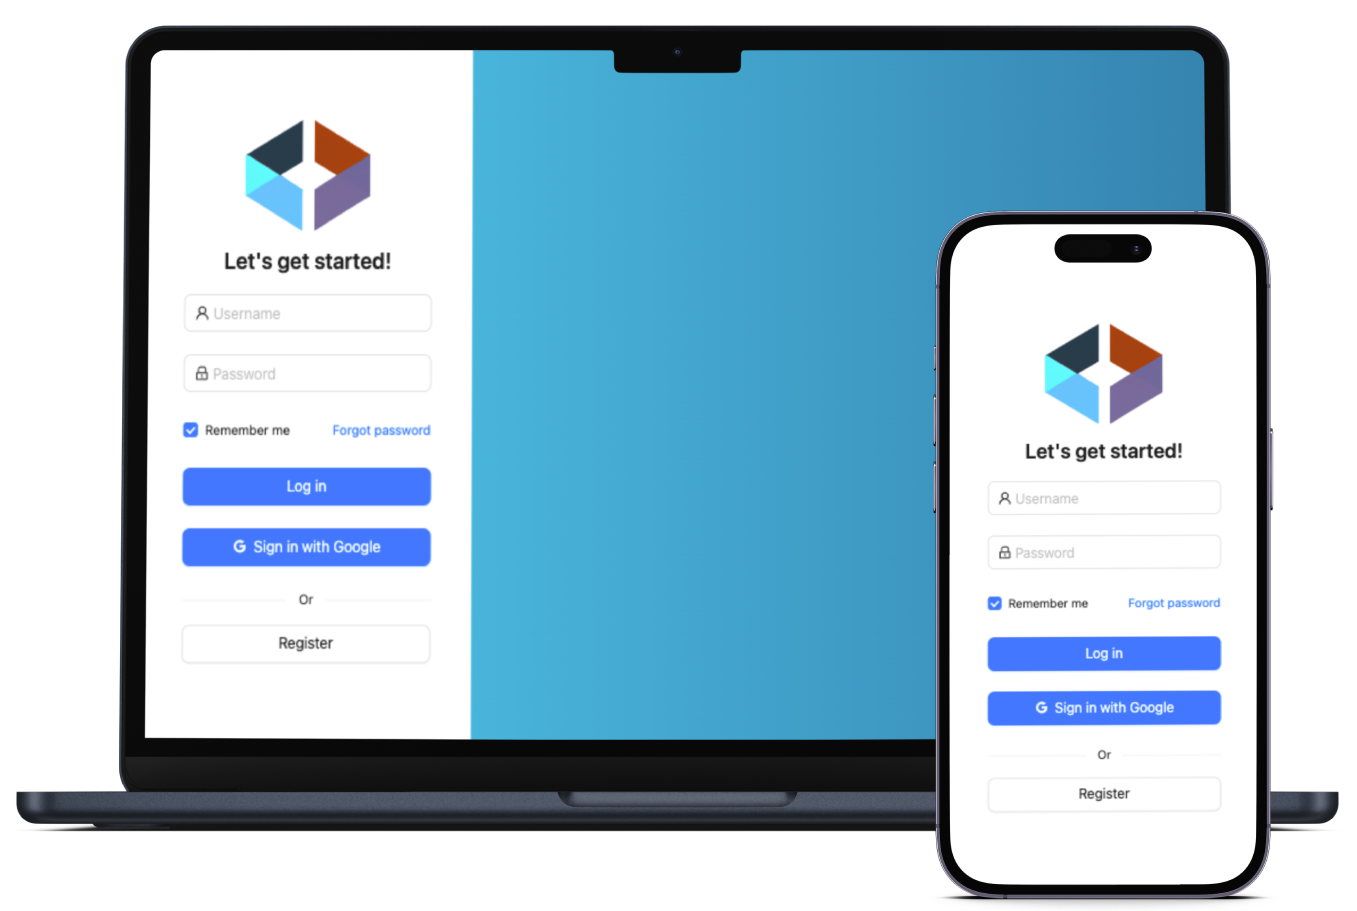 Let's get started!
Username
Password
Remember me Forgot password
Log in
G Sign in with Google
Or
Register
Let's get started!
Username
Password
Remember me Forgot password
Log in
G Sign in with Google
Or
Register